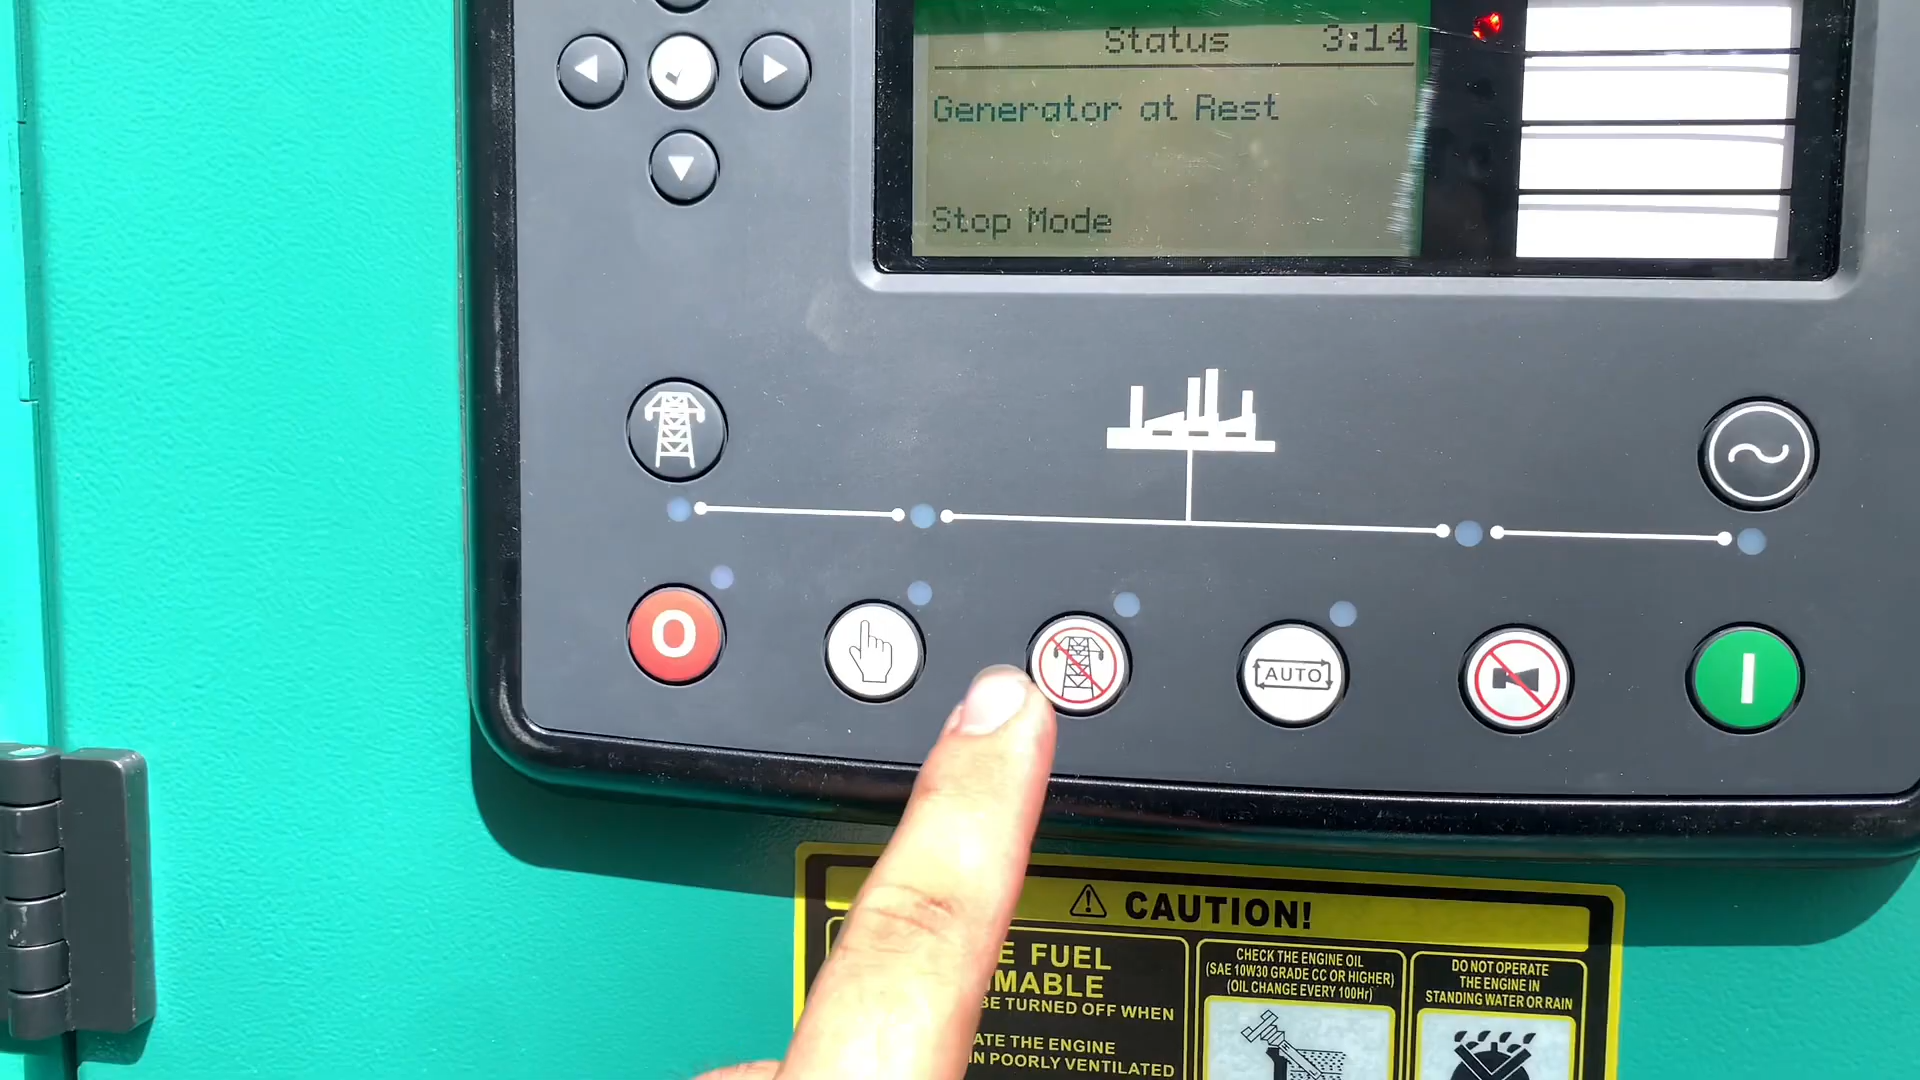 Status 3:14
Generator at Rest
Stop Mode
O
AUTO
I
CAUTION!
FUEL
BE TURNED OFF WHEN
THE ENGINE
IN POORLY VENTILATED
CHECK THE ENGINE OIL
(SAE 10W30 GRADE CC OR HIGHER)
(OIL CHANGE EVERY 100Hr)
DO NOT OPERATE
THE ENGINE IN
STANDING WATER OR RAIN